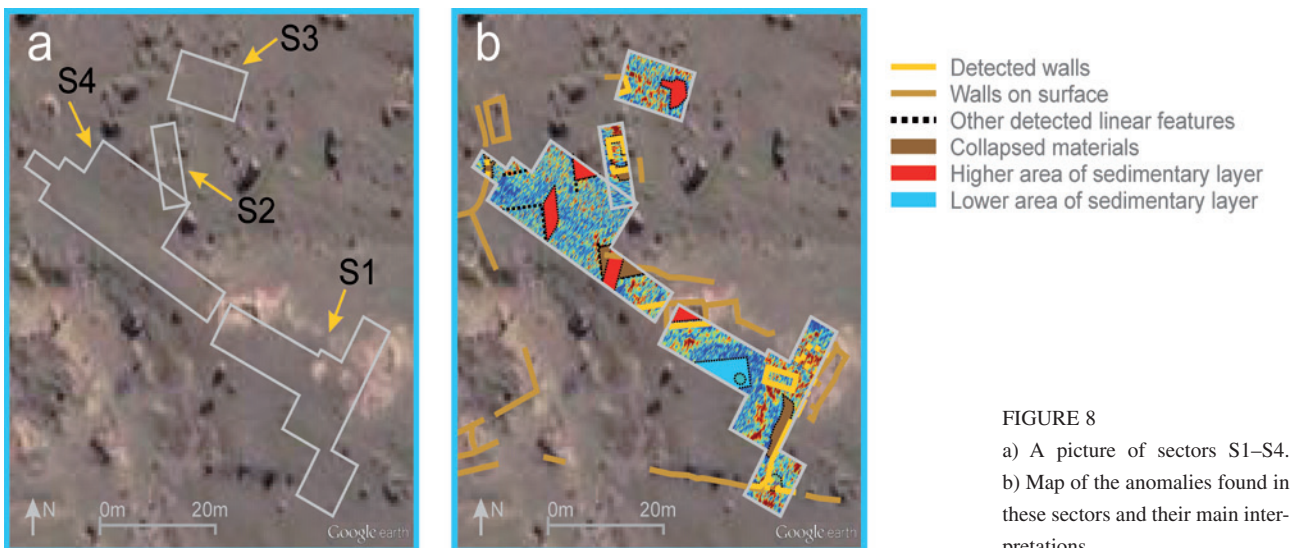 a
S3
S4
S2
S1
N
0m 20m
Google earth
b
N
0m 20m
Google earth
Detected walls
Walls on surface
Other detected linear features
Collapsed materials
Higher area of sedimentary layer
Lower area of sedimentary layer
FIGURE 8
a) A picture of sectors S1–S4.
b) Map of the anomalies found in
these sectors and their main inter-
pretations